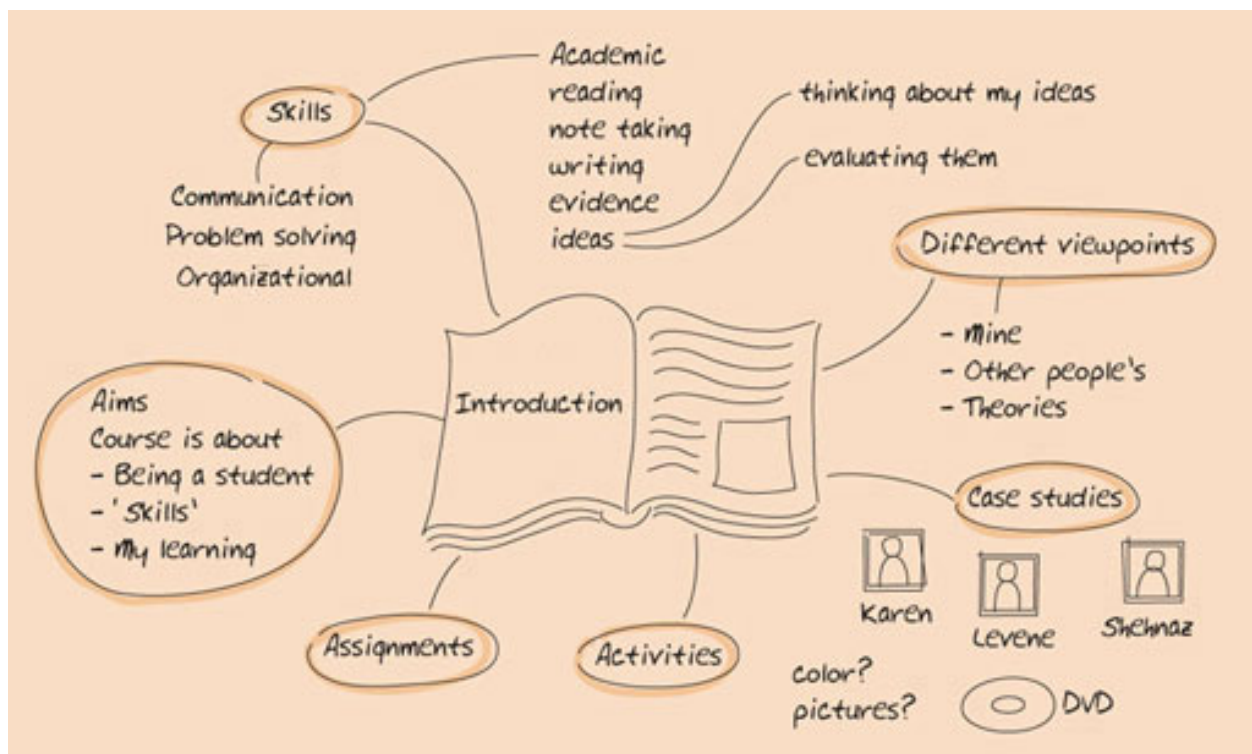 Skills
Communication
Problem solving
Organizational
Academic
reading
note taking
writing
evidence
ideas
thinking about my ideas
evaluating them
Different viewpoints
- Mine
- Other people's
- Theories
Introduction
Aims
Course is about
- Being a student
- 'Skills'
- My learning
Case studies
Karen
Levene
Shehnaz
Assignments
Activities
color?
pictures?
DVD